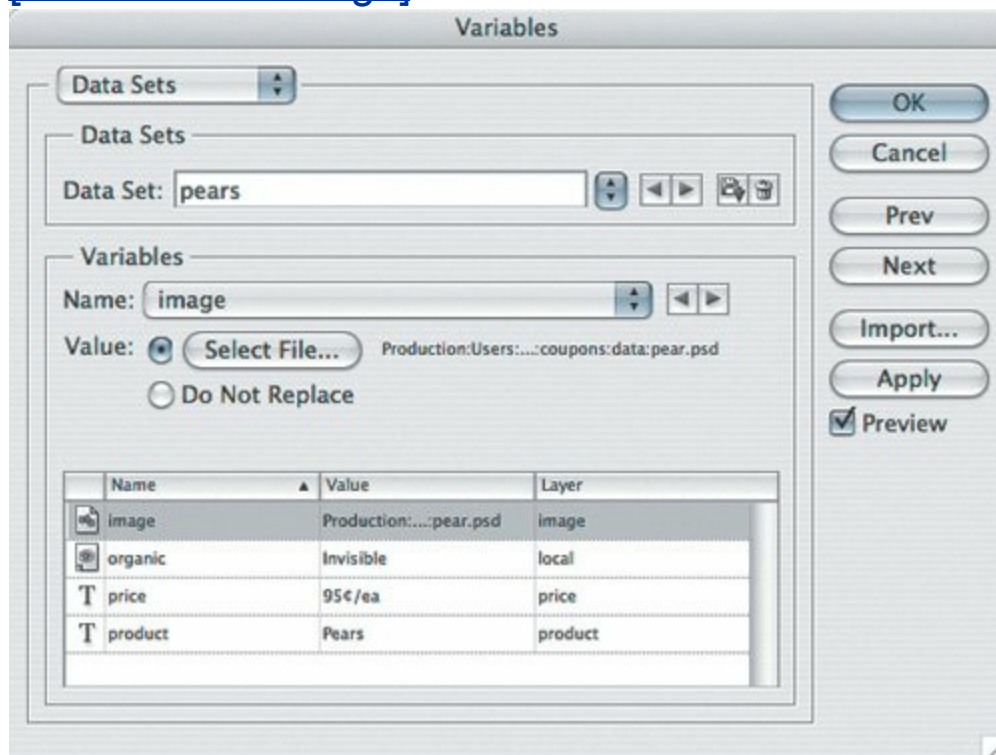 Variables
Data Sets
OK
Data Sets
Cancel
Data Set: pears
Prev
Variables
Next
Name: image
Import...
Value: Select File... Production:Users:...:coupons:data:pear.psd
Apply
Do Not Replace
Preview
Name Value Layer
image Production:...:pear.psd image
organic Invisible local
T price 95¢/ea price
T product Pears product